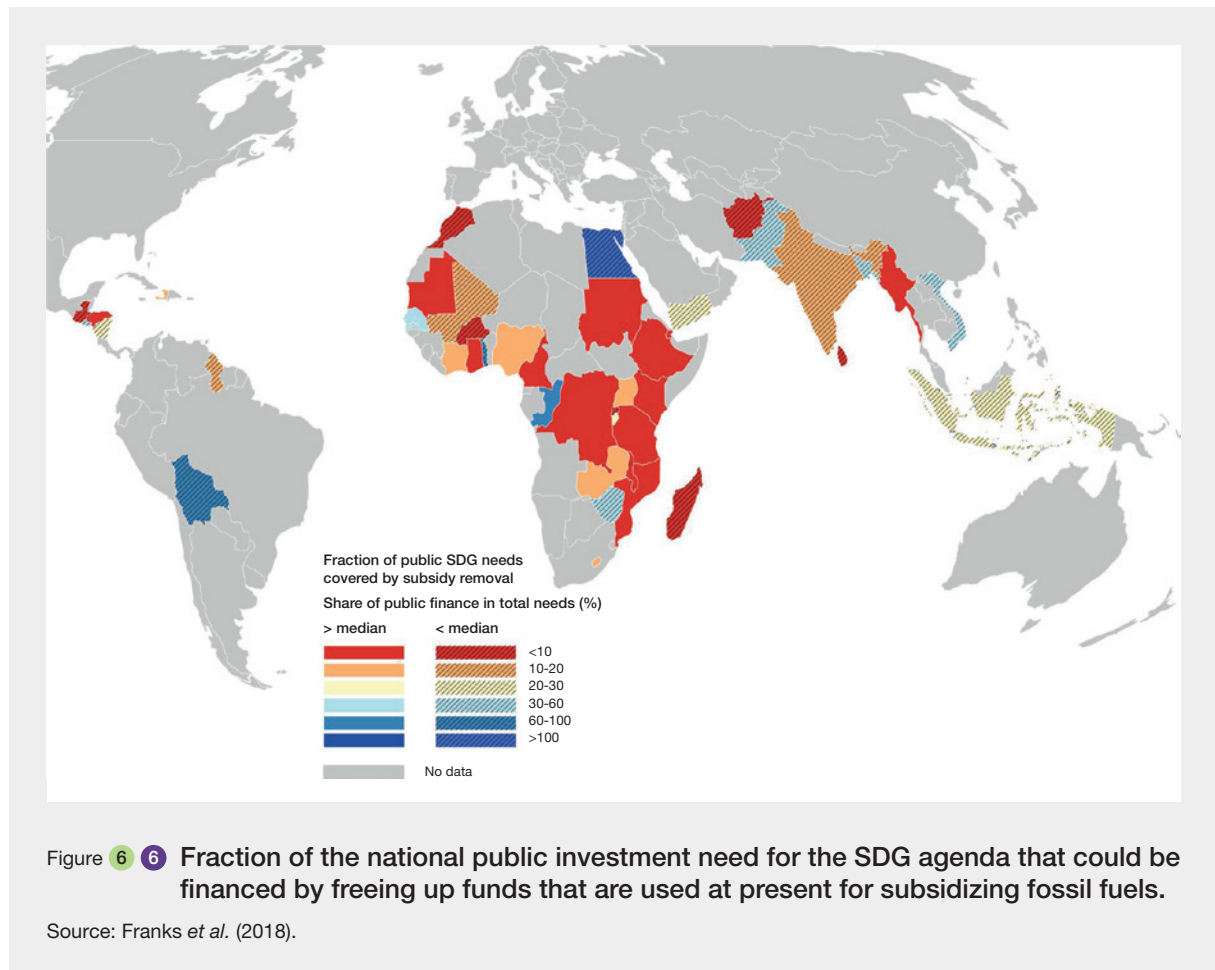 Fraction of public SDG needs
covered by subsidy removal
Share of public finance in total needs (%)
> median < median
<10
10-20
20-30
30-60
60-100
>100
No data
Figure 6 6 Fraction of the national public investment need for the SDG agenda that could be
financed by freeing up funds that are used at present for subsidizing fossil fuels.
Source: Franks et al. (2018).